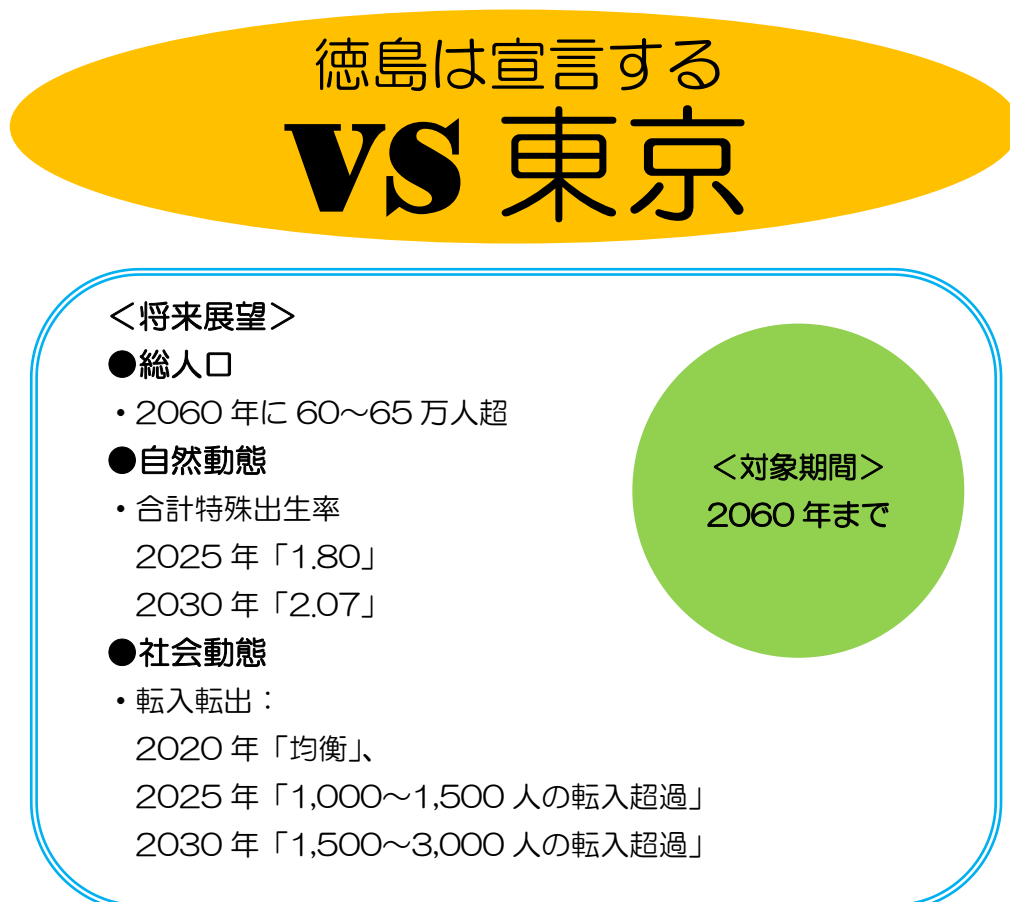 徳島は宣言する
VS 東京
＜将来展望＞
●総人口
・2060 年に 60～65 万人超
●自然動態
・合計特殊出生率
2025 年「1.80」
2030 年「2.07」
●社会動態
・転入転出：
2020 年「均衡」、
2025 年「1,000～1,500 人の転入超過」
2030 年「1,500～3,000 人の転入超過」
＜対象期間＞
2060 年まで